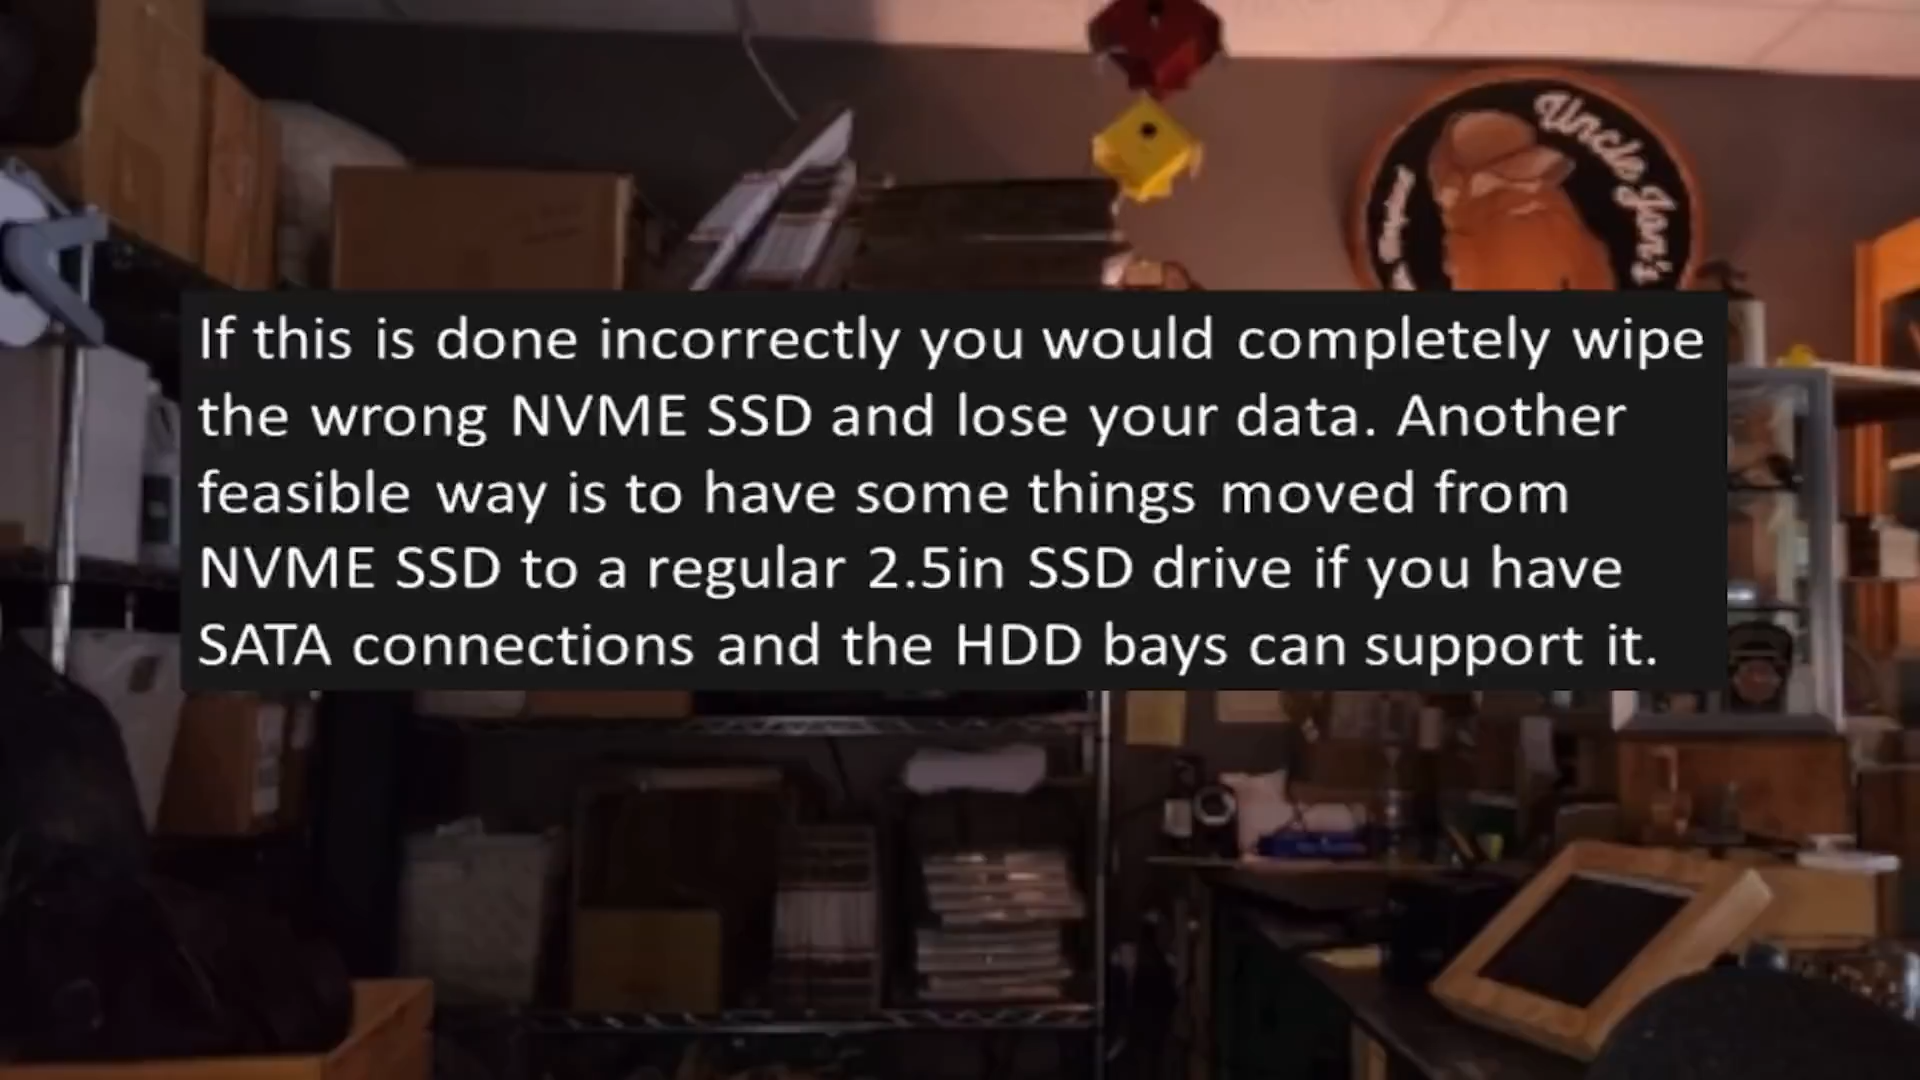 Uncle Jan's
If this is done incorrectly you would completely wipe
the wrong NVME SSD and lose your data. Another
feasible way is to have some things moved from
NVME SSD to a regular 2.5in SSD drive if you have
SATA connections and the HDD bays can support it.